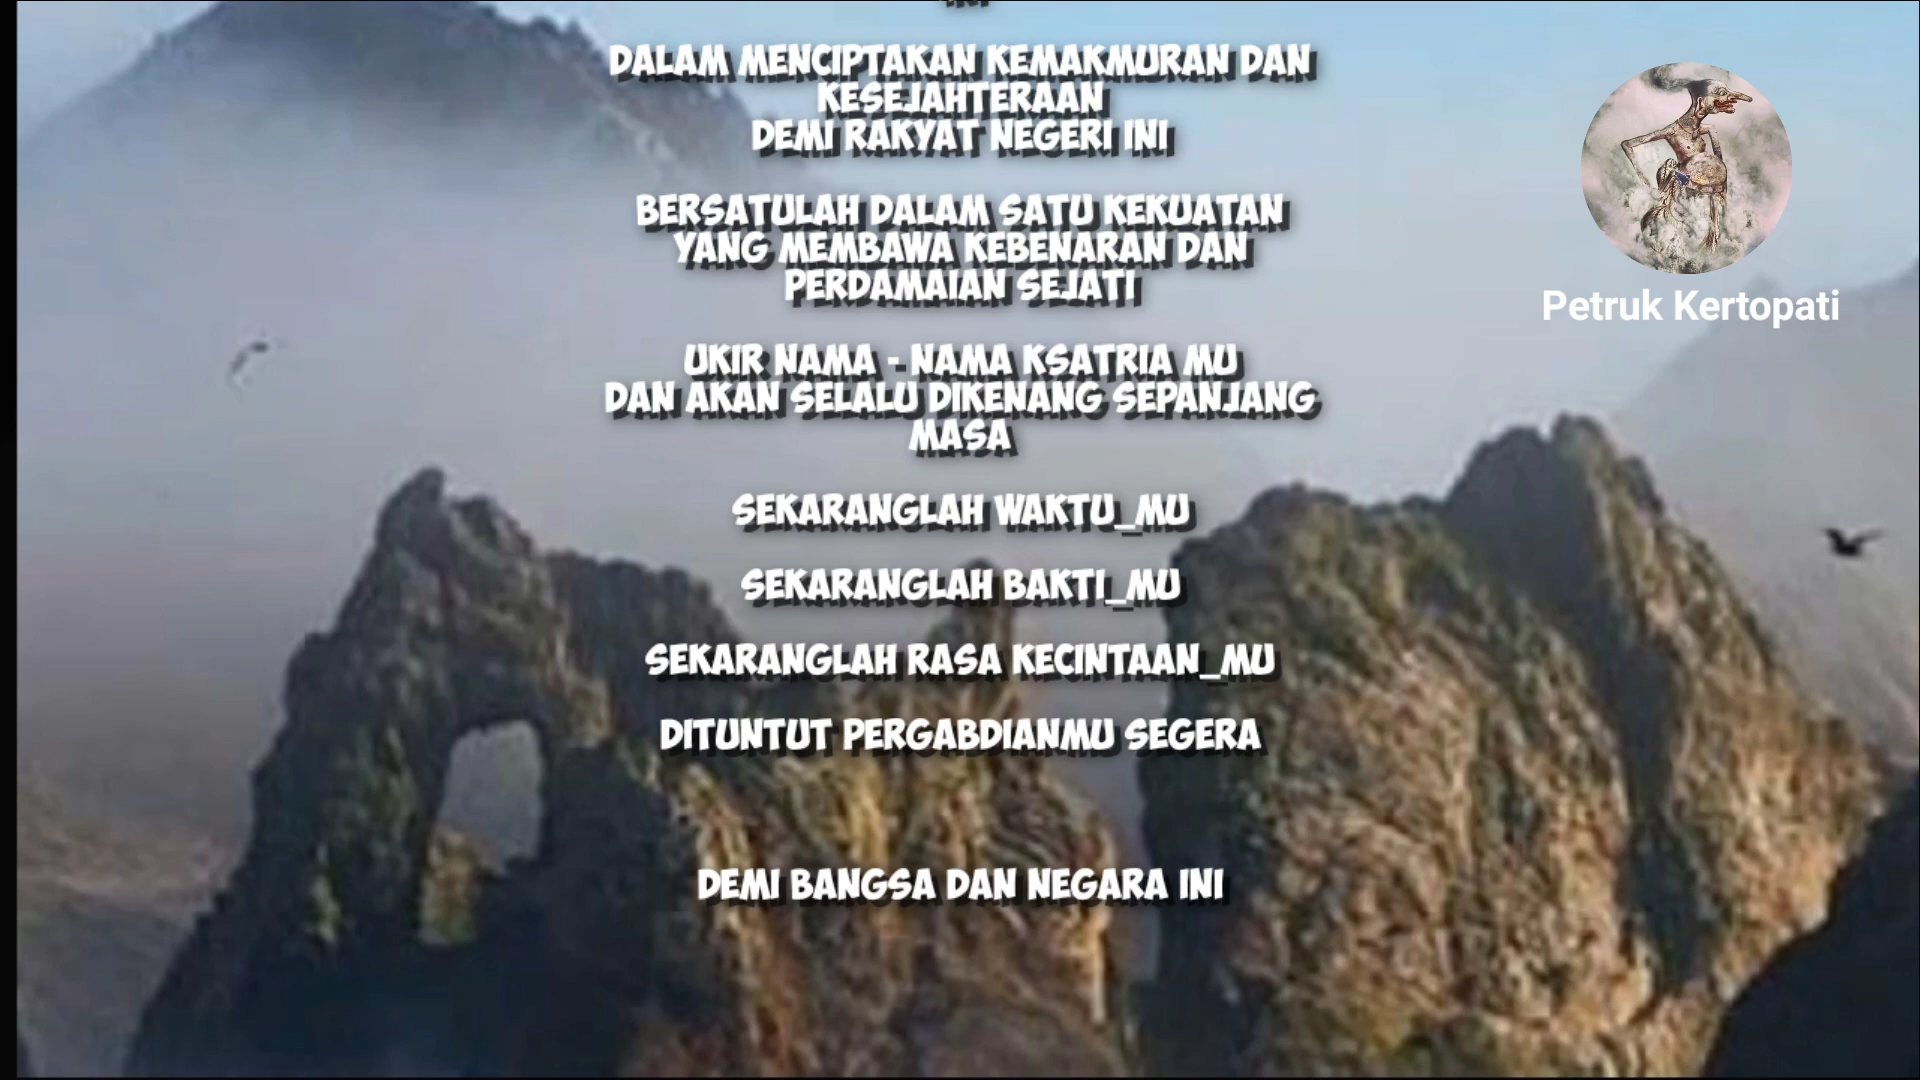 DALAM MENCIPTAKAN KEMAKMURAN DAN
KESEJAHTERAAN
DEMI RAKYAT NEGERI INI
BERSATULAH DALAM SATU KEKUATAN
YANG MEMBAWA KEBENARAN DAN
PERDAMAIAN SEJATI
UKIR NAMA - NAMA KSATRIA MU
DAN AKAN SELALU DIKENANG SEPANJANG
MASA
SEKARANGLAH WAKTU_MU
SEKARANGLAH BAKTI_MU
SEKARANGLAH RASA KECINTAAN_MU
DITUNTUT PERGABDIANMU SEGERA
DEMI BANGSA DAN NEGARA INI
Petruk Kertopati